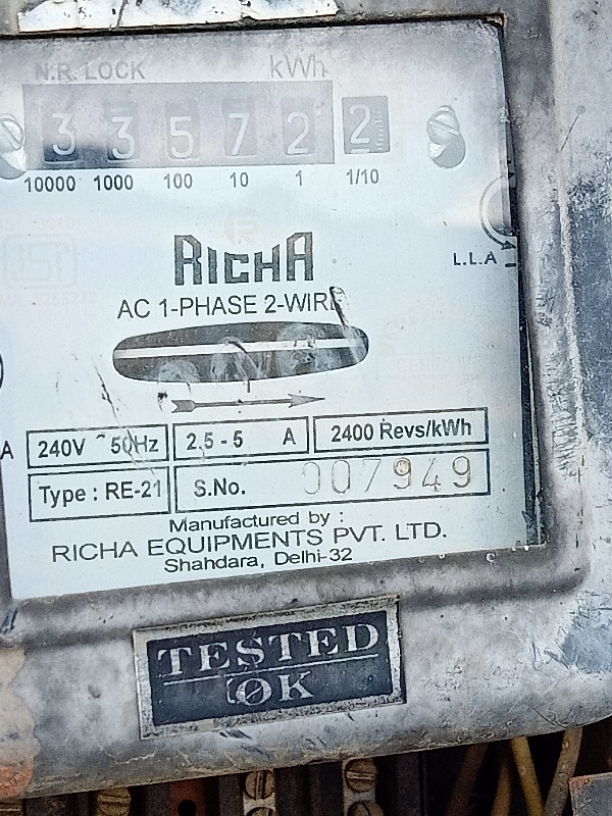 N.R. LOCK kWh
3 3 5 7 2 2
10000 1000 100 10 1 1/10
RICHA
L.L.A
AC 1-PHASE 2-WIRE
A 240V ~ 50Hz 2.5 - 5 A 2400 Revs/kWh
Type : RE-21 S.No. 007949
Manufactured by :
RICHA EQUIPMENTS PVT. LTD.
Shahdara, Delhi-32
TESTED
OK